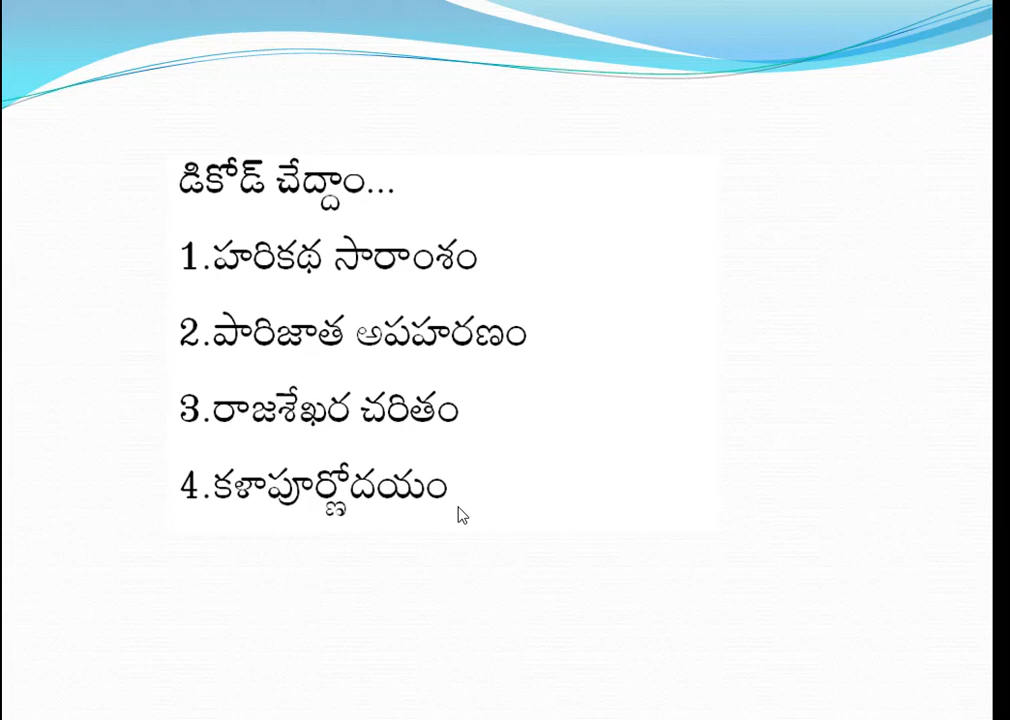 డికోడ్ చేద్దాం...
1.హరికథ సారాంశం
2.పారిజాత అపహరణం
3.రాజశేఖర చరితం
4.కళాపూర్ణోదయం